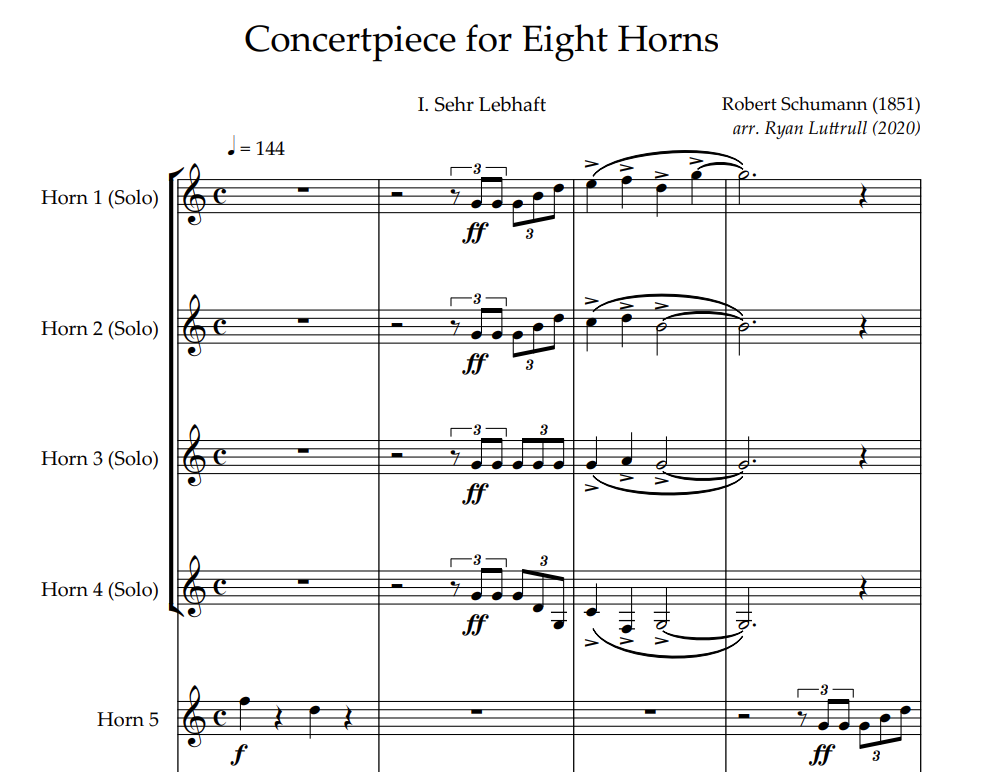 Concertpiece for Eight Horns
I. Sehr Lebhaft
Robert Schumann (1851)
arr. Ryan Luttrull (2020)
♩ = 144
Horn 1 (Solo)
3
ff
3
Horn 2 (Solo)
3
ff
3
Horn 3 (Solo)
3
3
ff
Horn 4 (Solo)
3
3
ff
Horn 5
f
3
ff
3